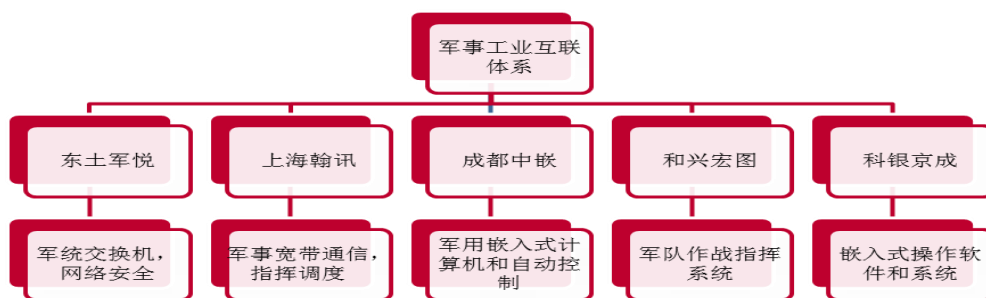 军事工业互联
体系
东土军悦
上海翰讯
成都中嵌
和兴宏图
科银京成
军统交换机，
网络安全
军事宽带通信，
指挥调度
军用嵌入式计
算机和自动控
制
军队作战指挥
系统
嵌入式操作软
件和系统